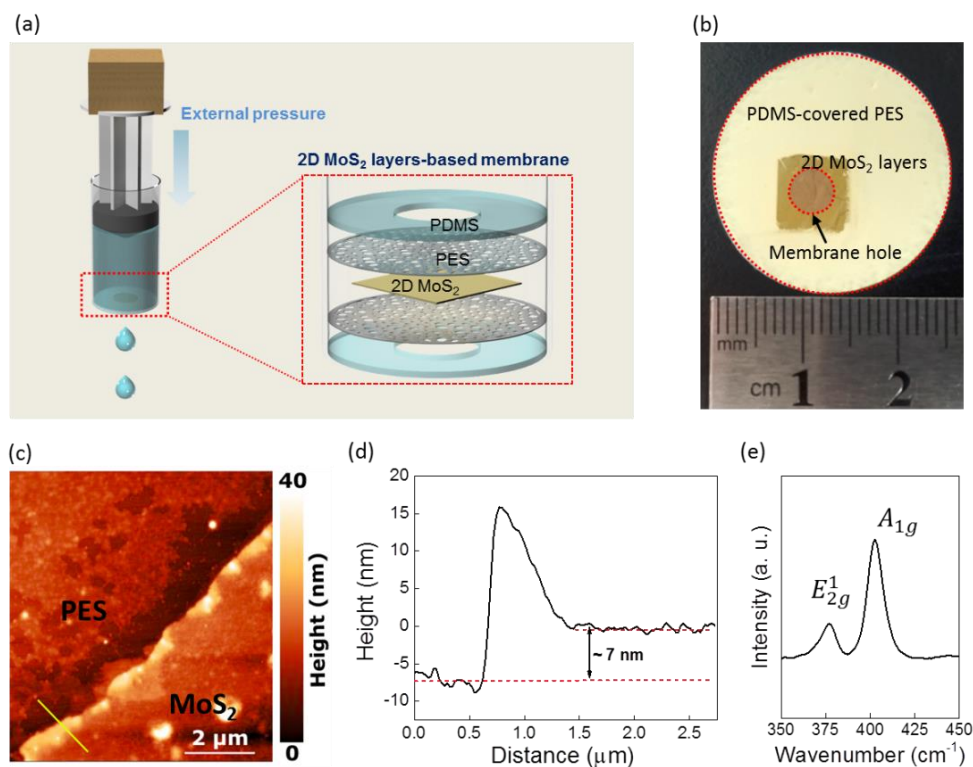 (a)
External pressure
2D MoS₂ layers-based membrane
PDMS
PES
2D MoS₂
(b)
PDMS-covered PES
2D MoS₂ layers
Membrane hole
mm
cm 1 2
(c)
PES
MoS₂
2 µm
40
Height (nm)
0
(d)
Height (nm)
20
15
10
5
0
-5
-10
~ 7 nm
0.0 0.5 1.0 1.5 2.0 2.5
Distance (µm)
(e)
Intensity (a. u.)
E¹₂g
A₁g
350 375 400 425 450
Wavenumber (cm⁻¹)